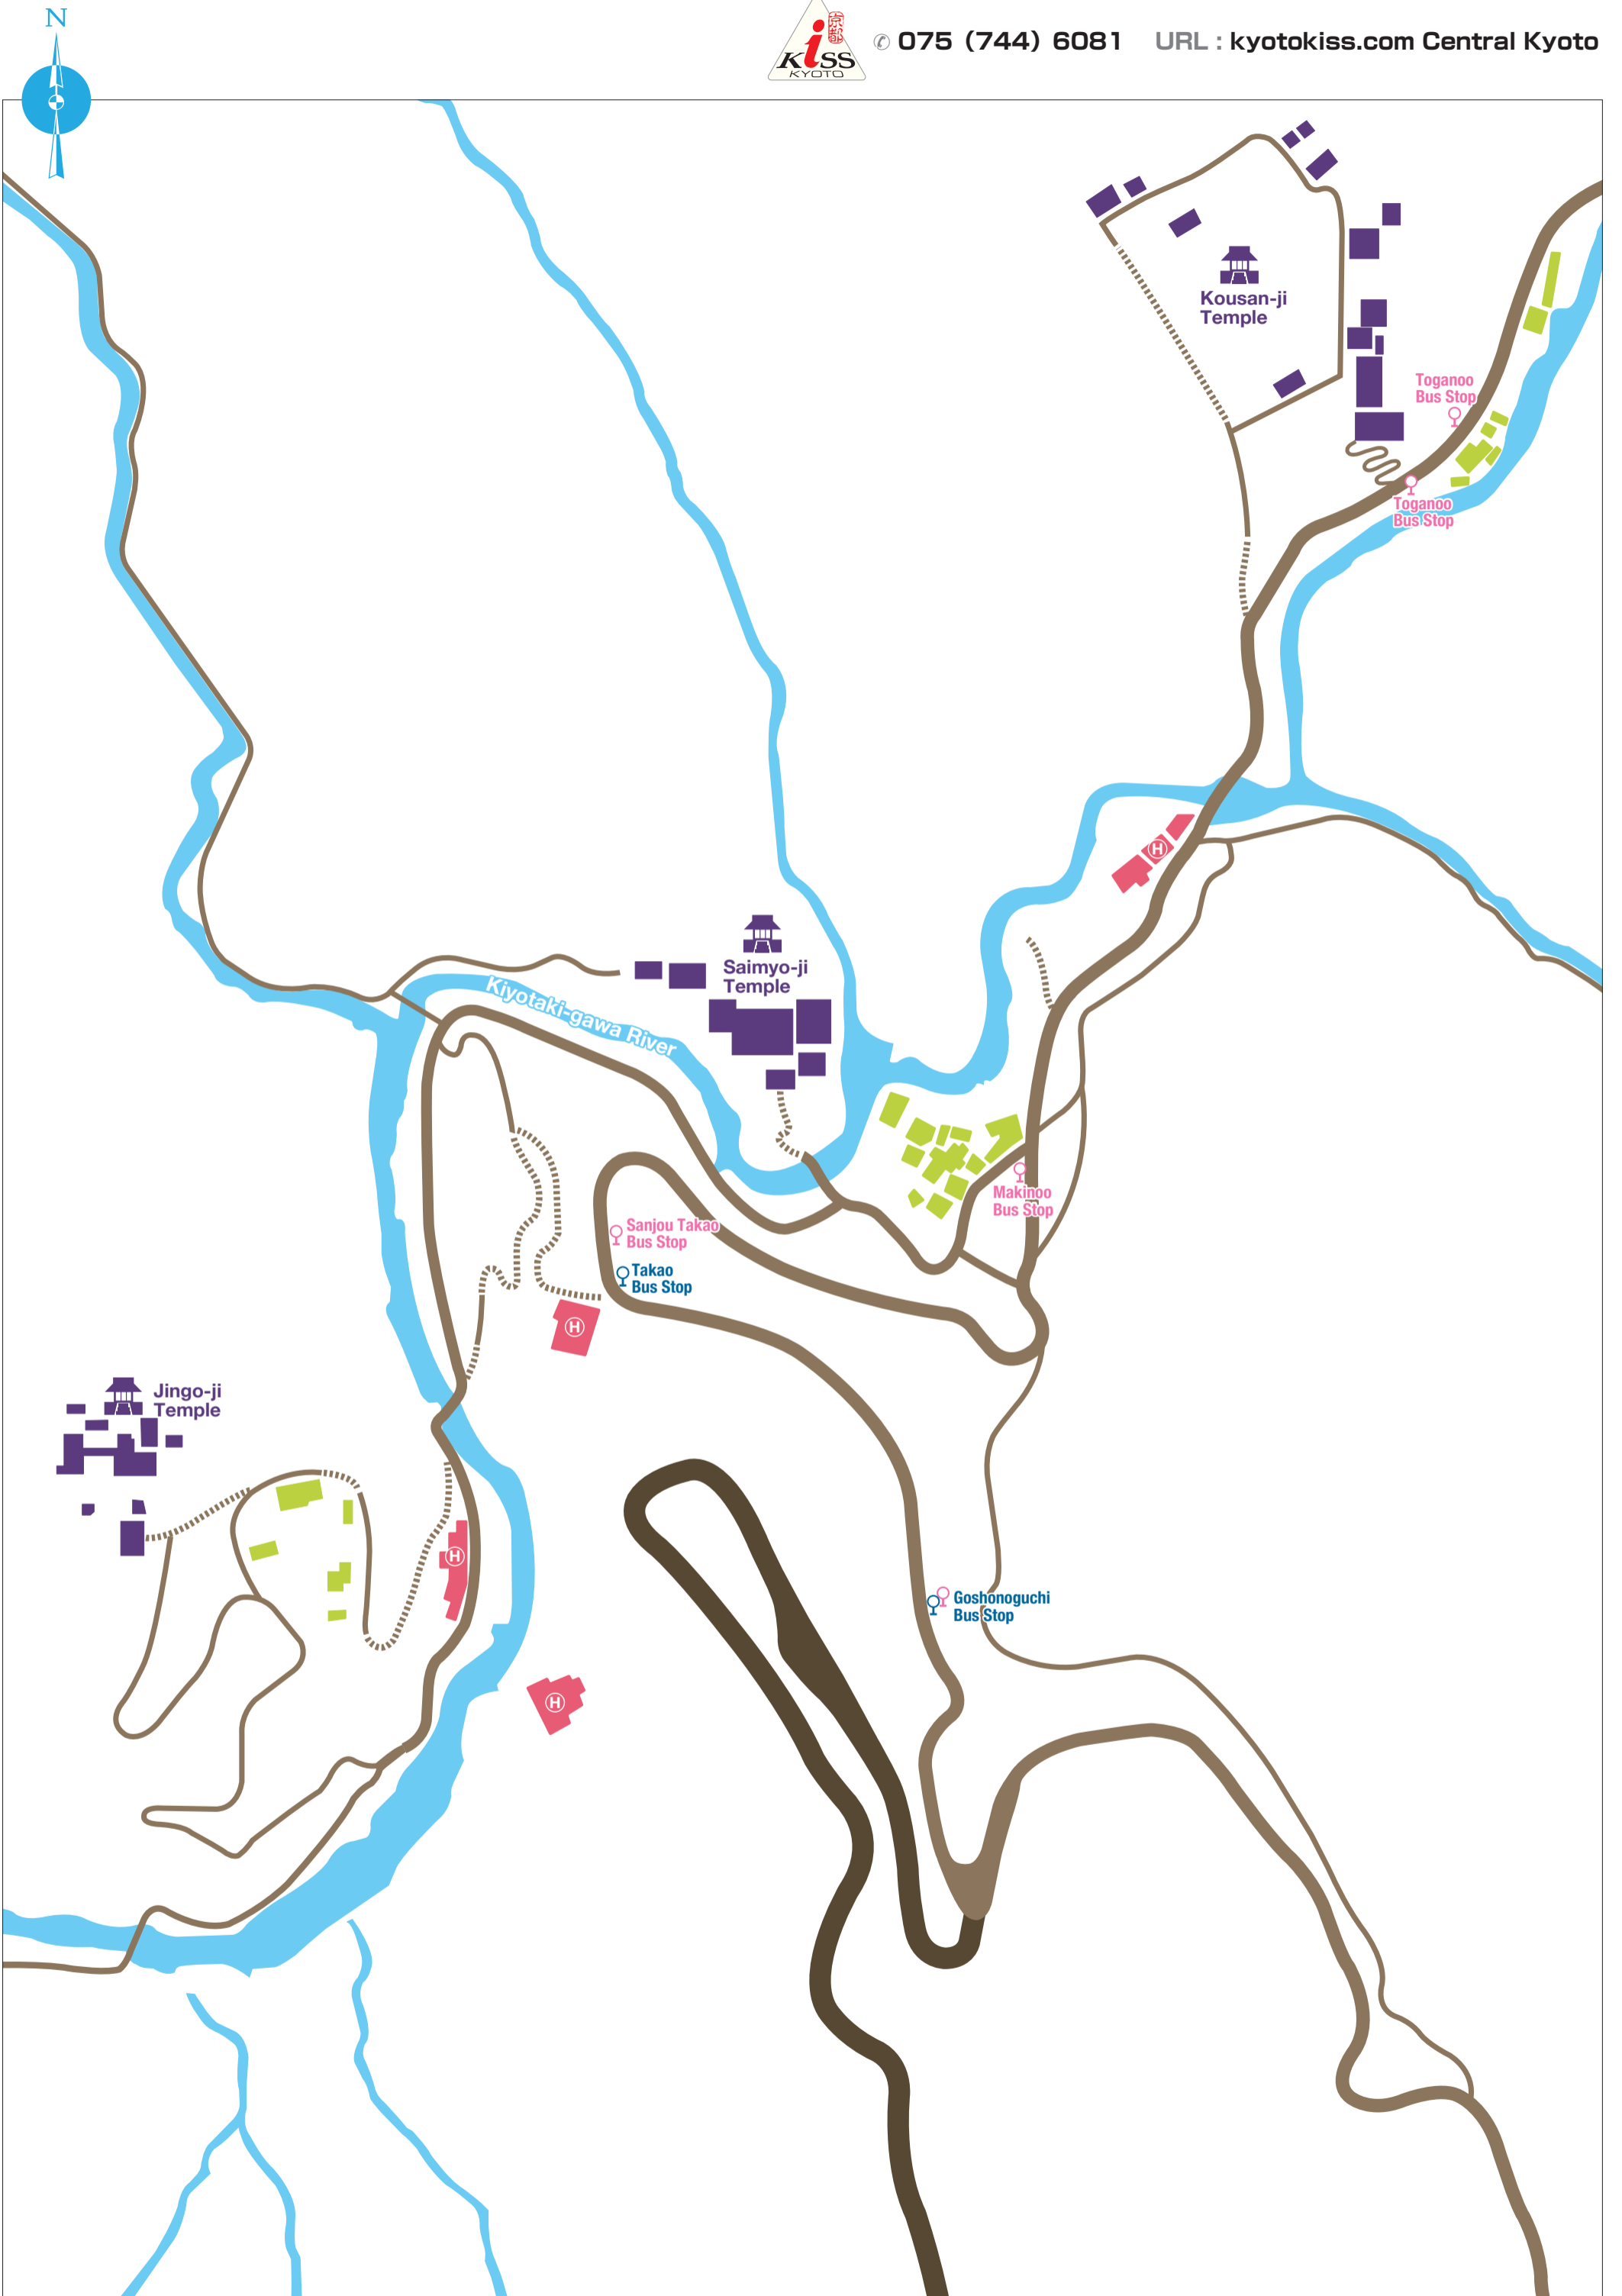 N
京都
KiSS
KYOTO
✆ 075 (744) 6081 URL : kyotokiss.com Central Kyoto
Kousan-ji
Temple
Toganoo
Bus Stop
Toganoo
Bus Stop
H
Saimyo-ji
Temple
Kiyotaki-gawa River
Makinoo
Bus Stop
Sanjou Takao
Bus Stop
Takao
Bus Stop
H
Jingo-ji
Temple
H
Goshonoguchi
Bus Stop
H